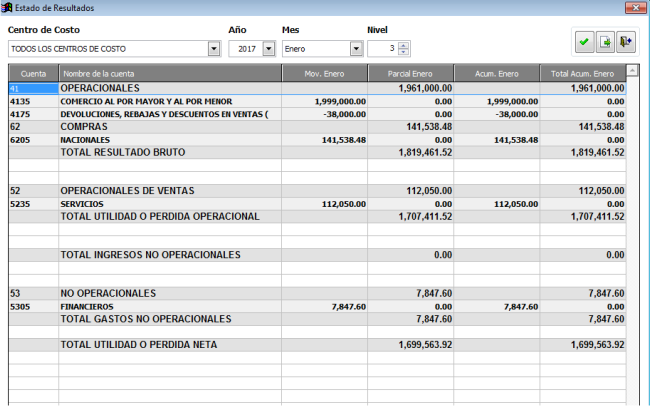 Estado de Resultados
Centro de Costo Año Mes Nivel
TODOS LOS CENTROS DE COSTO 2017 Enero 3
Cuenta Nombre de la cuenta Mov. Enero Parcial Enero Acum. Enero Total Acum. Enero
41 OPERACIONALES 1,961,000.00 1,961,000.00
4135 COMERCIO AL POR MAYOR Y AL POR MENOR 1,999,000.00 0.00 1,999,000.00 0.00
4175 DEVOLUCIONES, REBAJAS Y DESCUENTOS EN VENTAS ( -38,000.00 0.00 -38,000.00 0.00
62 COMPRAS 141,538.48 141,538.48
6205 NACIONALES 141,538.48 0.00 141,538.48 0.00
TOTAL RESULTADO BRUTO 1,819,461.52 1,819,461.52
52 OPERACIONALES DE VENTAS 112,050.00 112,050.00
5235 SERVICIOS 112,050.00 0.00 112,050.00 0.00
TOTAL UTILIDAD O PERDIDA OPERACIONAL 1,707,411.52 1,707,411.52
TOTAL INGRESOS NO OPERACIONALES 0.00 0.00
53 NO OPERACIONALES 7,847.60 7,847.60
5305 FINANCIEROS 7,847.60 0.00 7,847.60 0.00
TOTAL GASTOS NO OPERACIONALES 7,847.60 7,847.60
TOTAL UTILIDAD O PERDIDA NETA 1,699,563.92 1,699,563.92